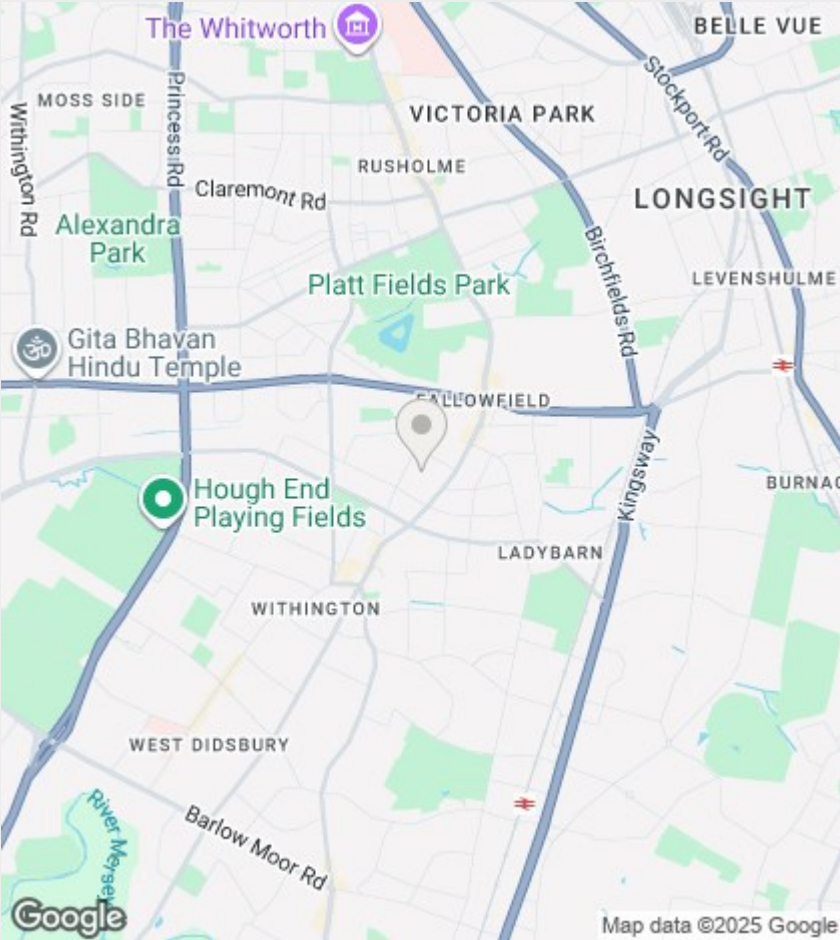 The Whitworth
BELLE VUE
MOSS SIDE
Princess Rd
Stockport Rd
Withington Rd
VICTORIA PARK
RUSHOLME
Claremont Rd
LONGSIGHT
Alexandra
Park
Birchfields Rd
Platt Fields Park
LEVENSHULME
Gita Bhavan
Hindu Temple
FALLOWFIELD
Kingsway
Hough End
Playing Fields
BURNAG
LADYBARN
WITHINGTON
WEST DIDSBURY
River Mersey
Barlow Moor Rd
Google
Map data ©2025 Google